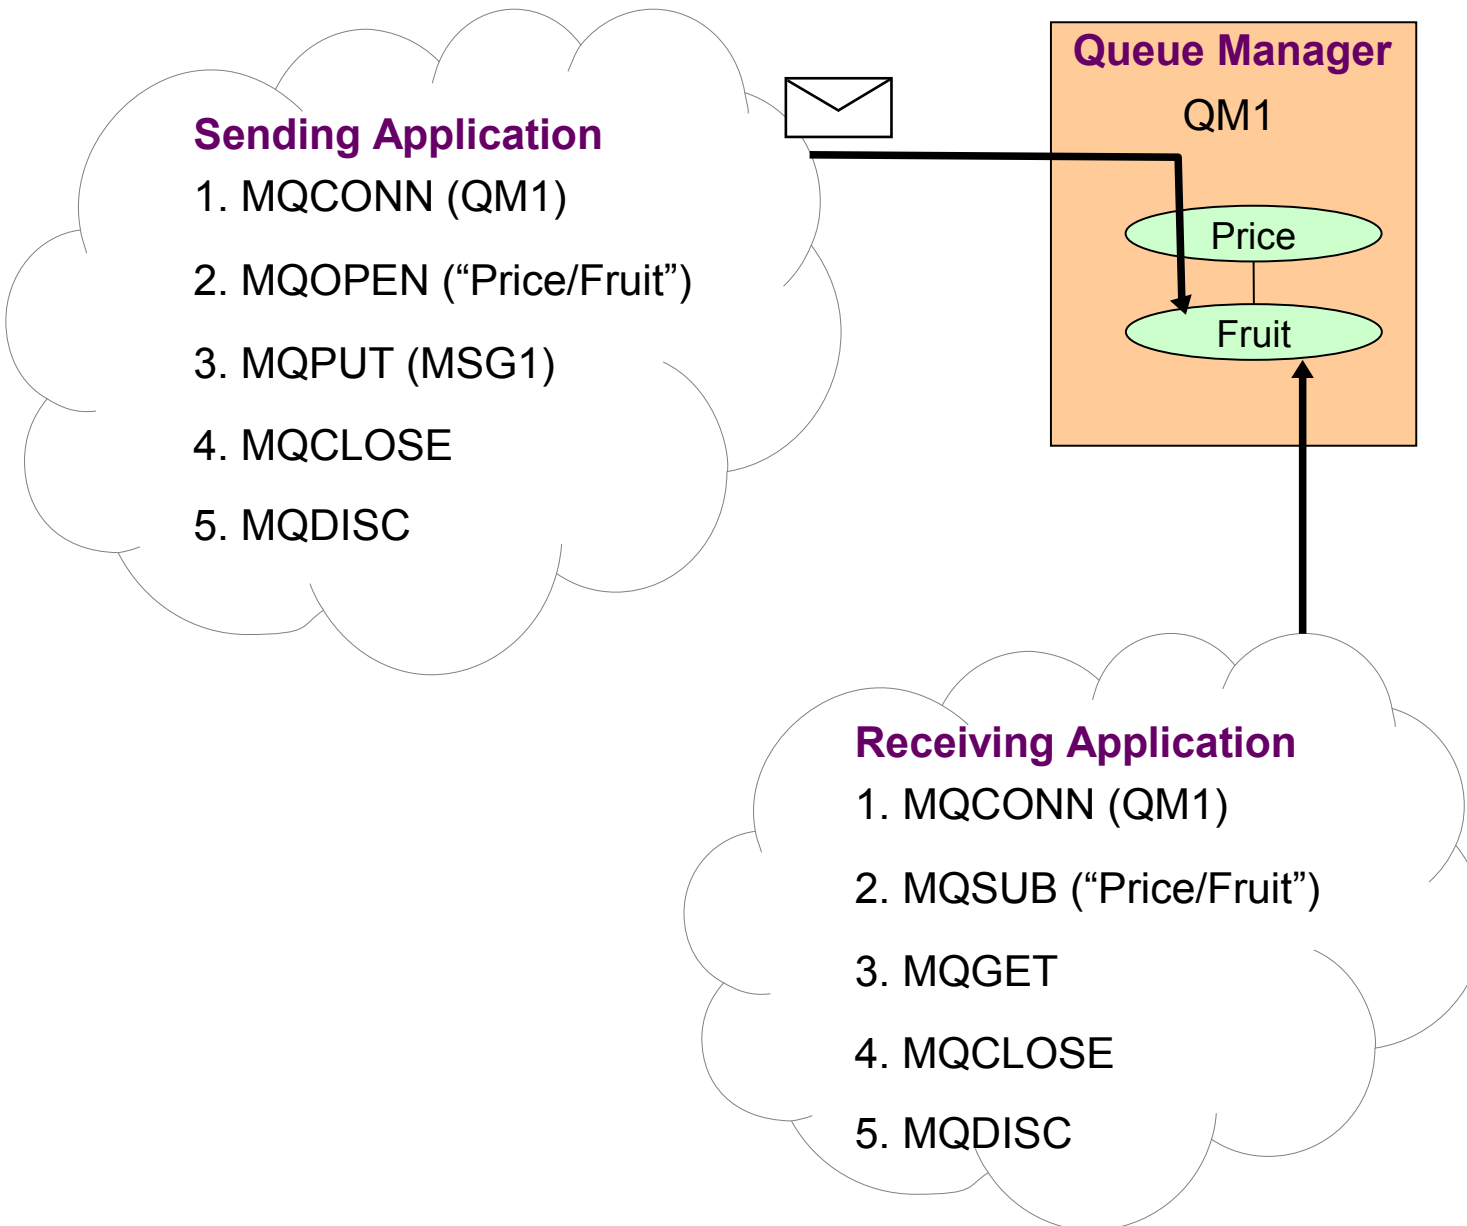 Sending Application
1. MQCONN (QM1)
2. MQOPEN (“Price/Fruit”)
3. MQPUT (MSG1)
4. MQCLOSE
5. MQDISC
Queue Manager
QM1
Price
Fruit
Receiving Application
1. MQCONN (QM1)
2. MQSUB (“Price/Fruit”)
3. MQGET
4. MQCLOSE
5. MQDISC